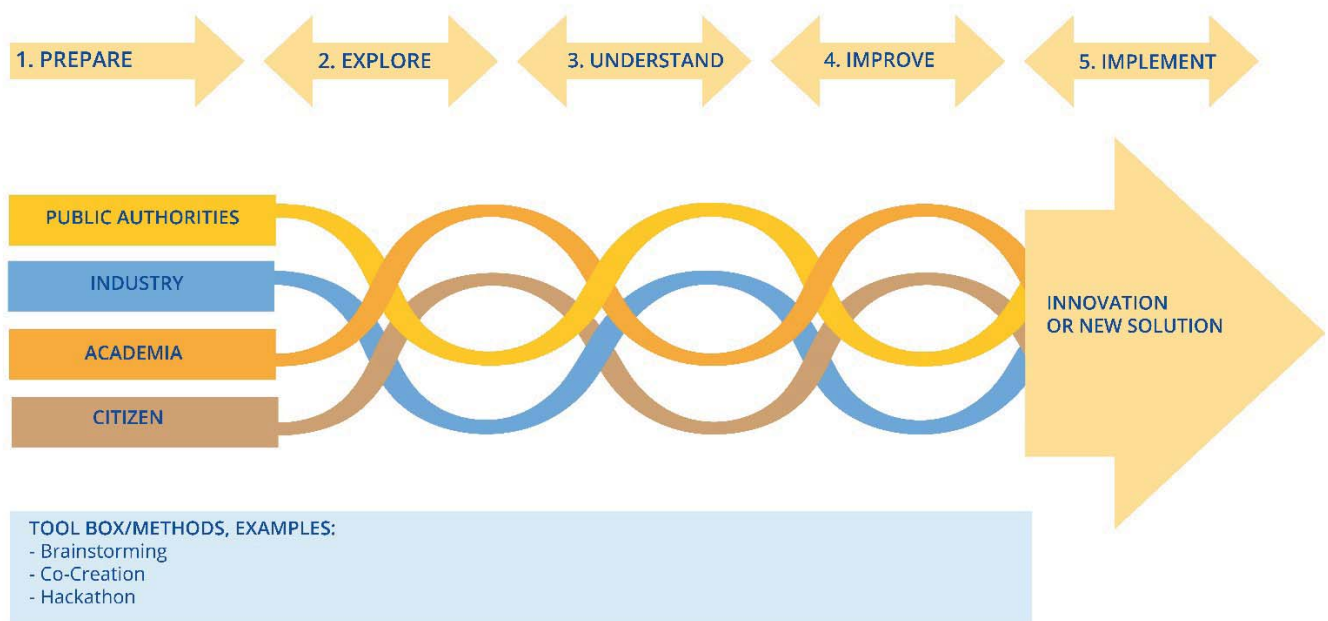 1. PREPARE
2. EXPLORE
3. UNDERSTAND
4. IMPROVE
5. IMPLEMENT
PUBLIC AUTHORITIES
INDUSTRY
ACADEMIA
CITIZEN
INNOVATION
OR NEW SOLUTION
TOOL BOX/METHODS, EXAMPLES:
- Brainstorming
- Co-Creation
- Hackathon